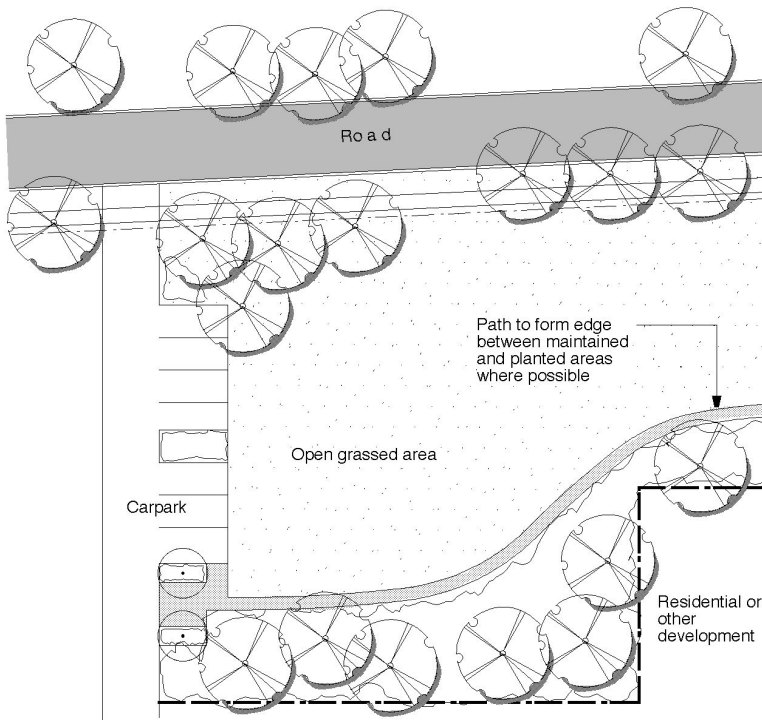 Road
Path to form edge
between maintained
and planted areas
where possible
Open grassed area
Carpark
Residential or
other
development